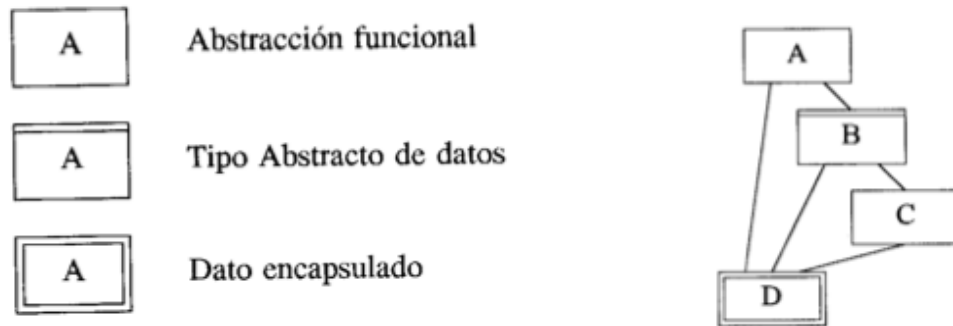 A Abstracción funcional
A Tipo Abstracto de datos
A Dato encapsulado
A
B
C
D